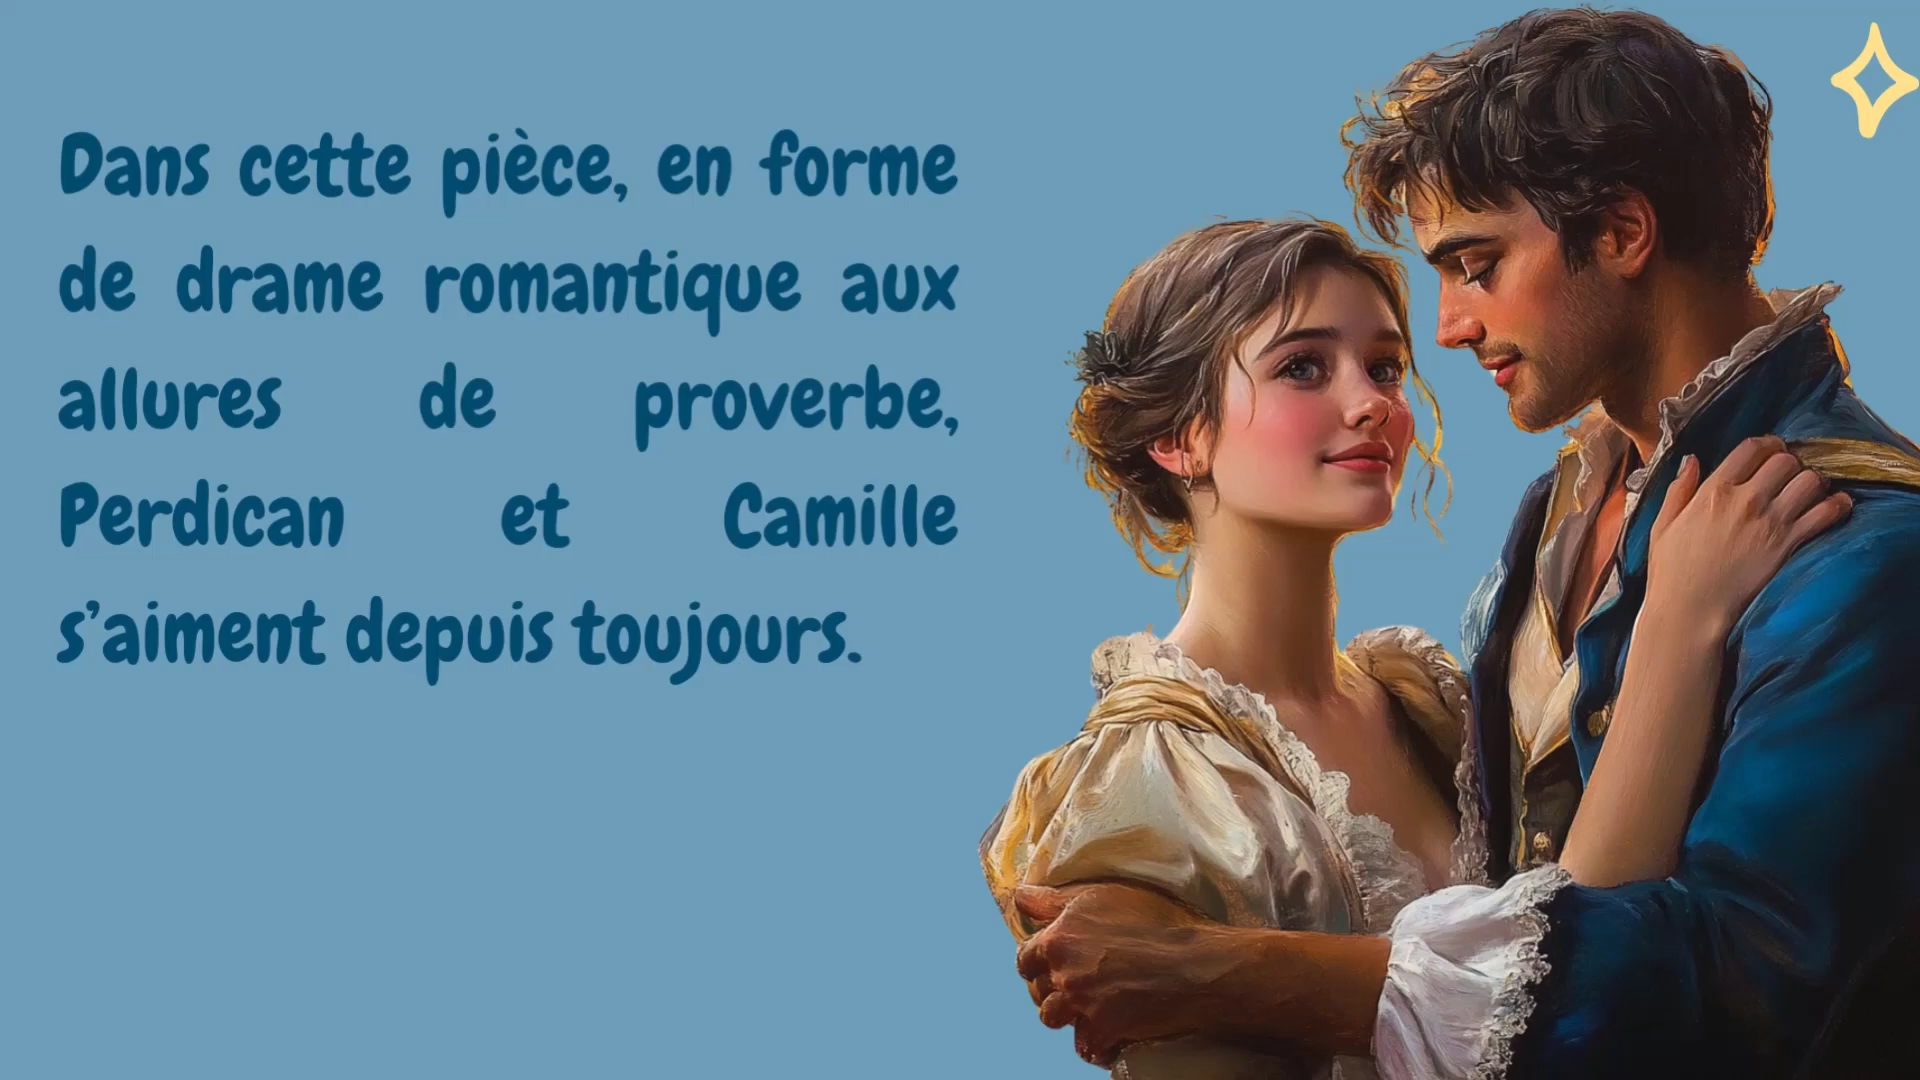 Dans cette pièce, en forme
de drame romantique aux
allures de proverbe,
Perdican et Camille
s’aiment depuis toujours.